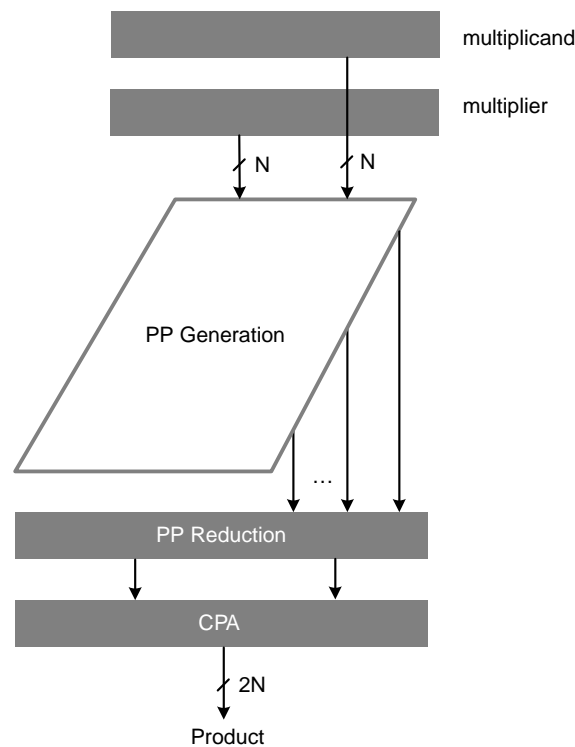 multiplicand
multiplier
N
N
PP Generation
...
PP Reduction
CPA
2N
Product